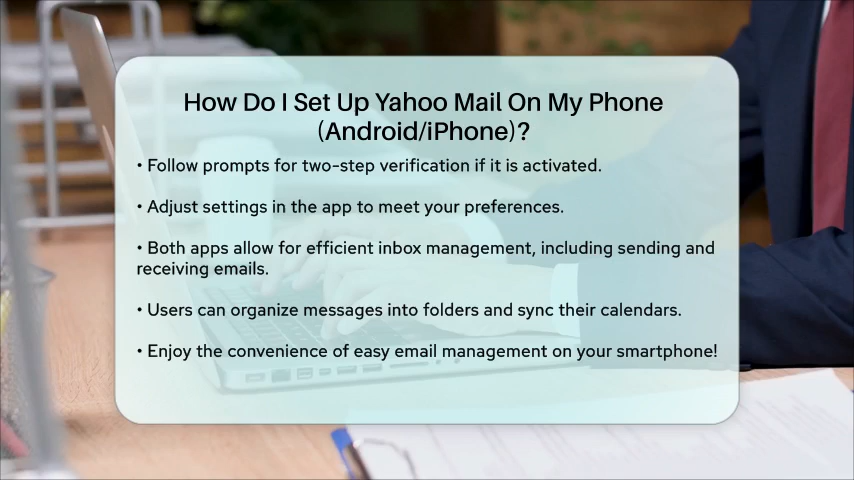 How Do I Set Up Yahoo Mail On My Phone
(Android/iPhone)?
• Follow prompts for two-step verification if it is activated.
• Adjust settings in the app to meet your preferences.
• Both apps allow for efficient inbox management, including sending and
receiving emails.
• Users can organize messages into folders and sync their calendars.
• Enjoy the convenience of easy email management on your smartphone!